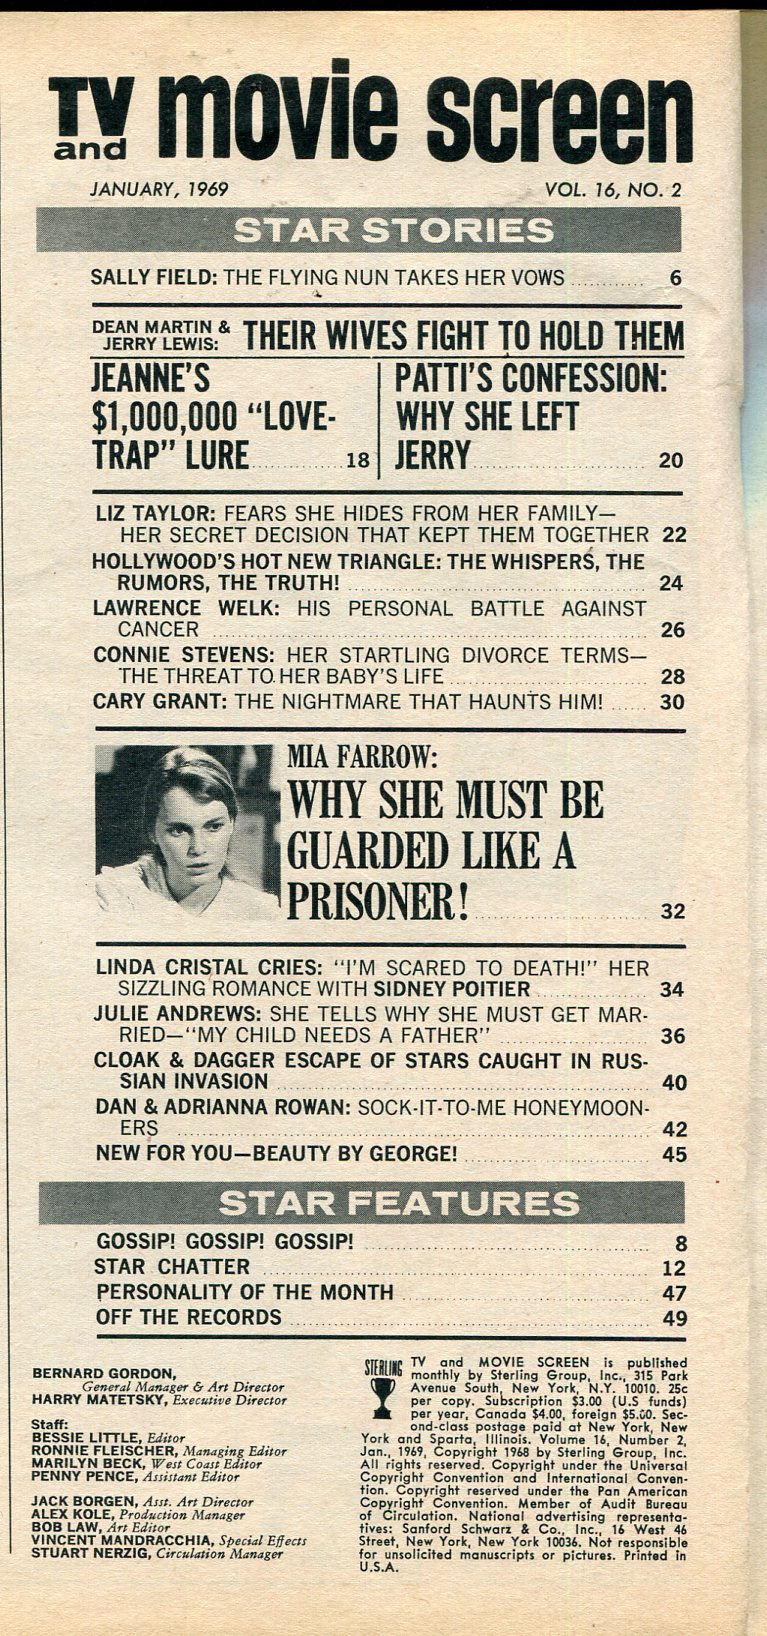 TV and movie screen
JANUARY, 1969 VOL. 16, NO. 2
STAR STORIES
SALLY FIELD: THE FLYING NUN TAKES HER VOWS ............ 6
DEAN MARTIN &
JERRY LEWIS: THEIR WIVES FIGHT TO HOLD THEM
JEANNE'S
$1,000,000 "LOVE-
TRAP" LURE ............ 18
PATTI'S CONFESSION:
WHY SHE LEFT
JERRY ............ 20
LIZ TAYLOR: FEARS SHE HIDES FROM HER FAMILY—
HER SECRET DECISION THAT KEPT THEM TOGETHER 22
HOLLYWOOD'S HOT NEW TRIANGLE: THE WHISPERS, THE
RUMORS, THE TRUTH! ............ 24
LAWRENCE WELK: HIS PERSONAL BATTLE AGAINST
CANCER ............ 26
CONNIE STEVENS: HER STARTLING DIVORCE TERMS—
THE THREAT TO HER BABY'S LIFE ............ 28
CARY GRANT: THE NIGHTMARE THAT HAUNTS HIM! ...... 30
MIA FARROW:
WHY SHE MUST BE
GUARDED LIKE A
PRISONER! ............ 32
LINDA CRISTAL CRIES: "I'M SCARED TO DEATH!" HER
SIZZLING ROMANCE WITH SIDNEY POITIER ............ 34
JULIE ANDREWS: SHE TELLS WHY SHE MUST GET MAR-
RIED—"MY CHILD NEEDS A FATHER" ............ 36
CLOAK & DAGGER ESCAPE OF STARS CAUGHT IN RUS-
SIAN INVASION ............ 40
DAN & ADRIANNA ROWAN: SOCK-IT-TO-ME HONEYMOON-
ERS ............ 42
NEW FOR YOU—BEAUTY BY GEORGE! ............ 45
STAR FEATURES
GOSSIP! GOSSIP! GOSSIP! ............ 8
STAR CHATTER ............ 12
PERSONALITY OF THE MONTH ............ 47
OFF THE RECORDS ............ 49
BERNARD GORDON,
General Manager & Art Director
HARRY MATETSKY, Executive Director
Staff:
BESSIE LITTLE, Editor
RONNIE FLEISCHER, Managing Editor
MARILYN BECK, West Coast Editor
PENNY PENCE, Assistant Editor
JACK BORGEN, Asst. Art Director
ALEX KOLE, Production Manager
BOB LAW, Art Editor
VINCENT MANDRACCHIA, Special Effects
STUART NERZIG, Circulation Manager
STERLING
TV and MOVIE SCREEN is published
monthly by Sterling Group, Inc., 315 Park
Avenue South, New York, N.Y. 10010. 25c
per copy. Subscription $3.00 (U.S funds)
per year, Canada $4.00, foreign $5.00. Sec-
ond-class postage paid at New York, New
York and Sparta, Illinois. Volume 16, Number 2,
Jan., 1969, Copyright 1968 by Sterling Group, Inc.
All rights reserved. Copyright under the Universal
Copyright Convention and International Conven-
tion. Copyright reserved under the Pan American
Copyright Convention. Member of Audit Bureau
of Circulation. National advertising representa-
tives: Sanford Schwarz & Co., Inc., 16 West 46
Street, New York, New York 10036. Not responsible
for unsolicited manuscripts or pictures. Printed in
U.S.A.